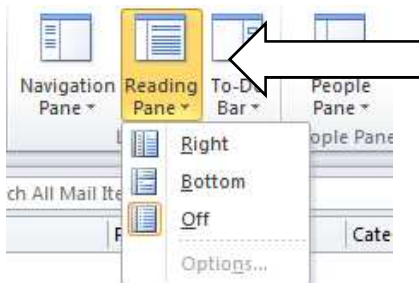 Navigation Reading To-Do People
Pane Pane Bar Pane
ople Pane
Right
Bottom
ch All Mail Ite
Off
Cate
Options...